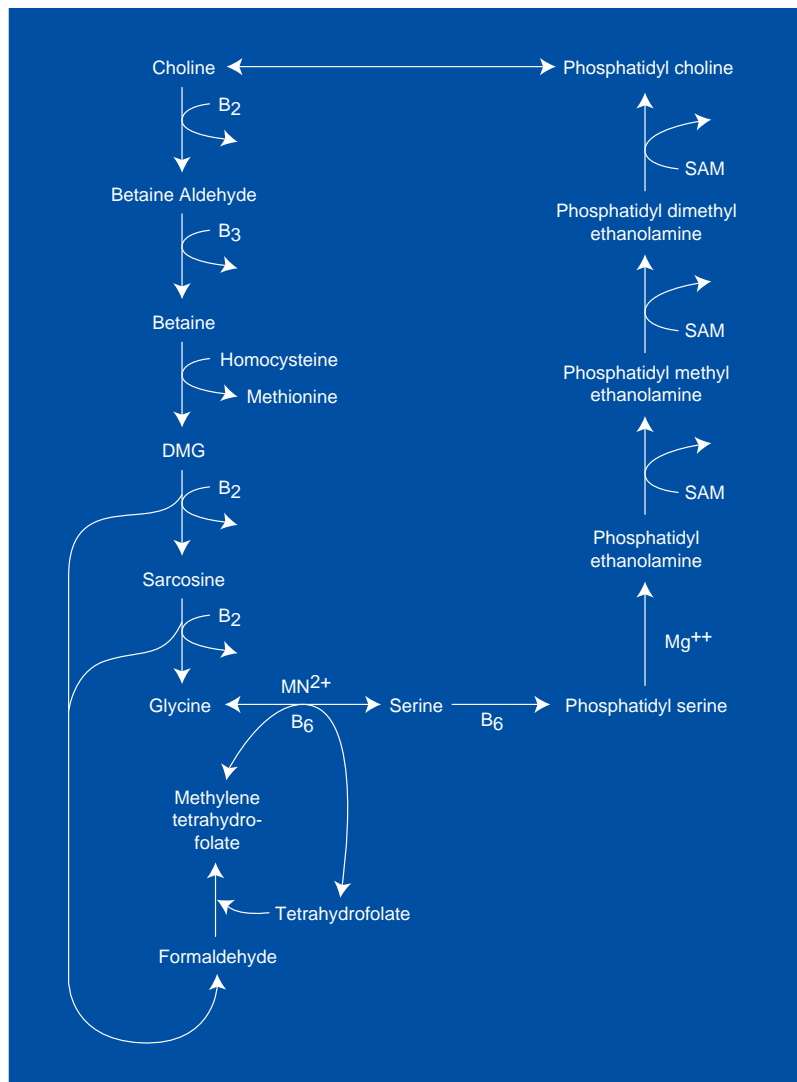 Choline
Phosphatidyl choline
B2
SAM
Betaine Aldehyde
Phosphatidyl dimethyl
ethanolamine
B3
Betaine
SAM
Homocysteine
Methionine
Phosphatidyl methyl
ethanolamine
DMG
B2
SAM
Phosphatidyl
ethanolamine
Sarcosine
B2
Mg++
Glycine
MN2+
B6
Serine
B6
Phosphatidyl serine
Methylene
tetrahydro-
folate
Tetrahydrofolate
Formaldehyde